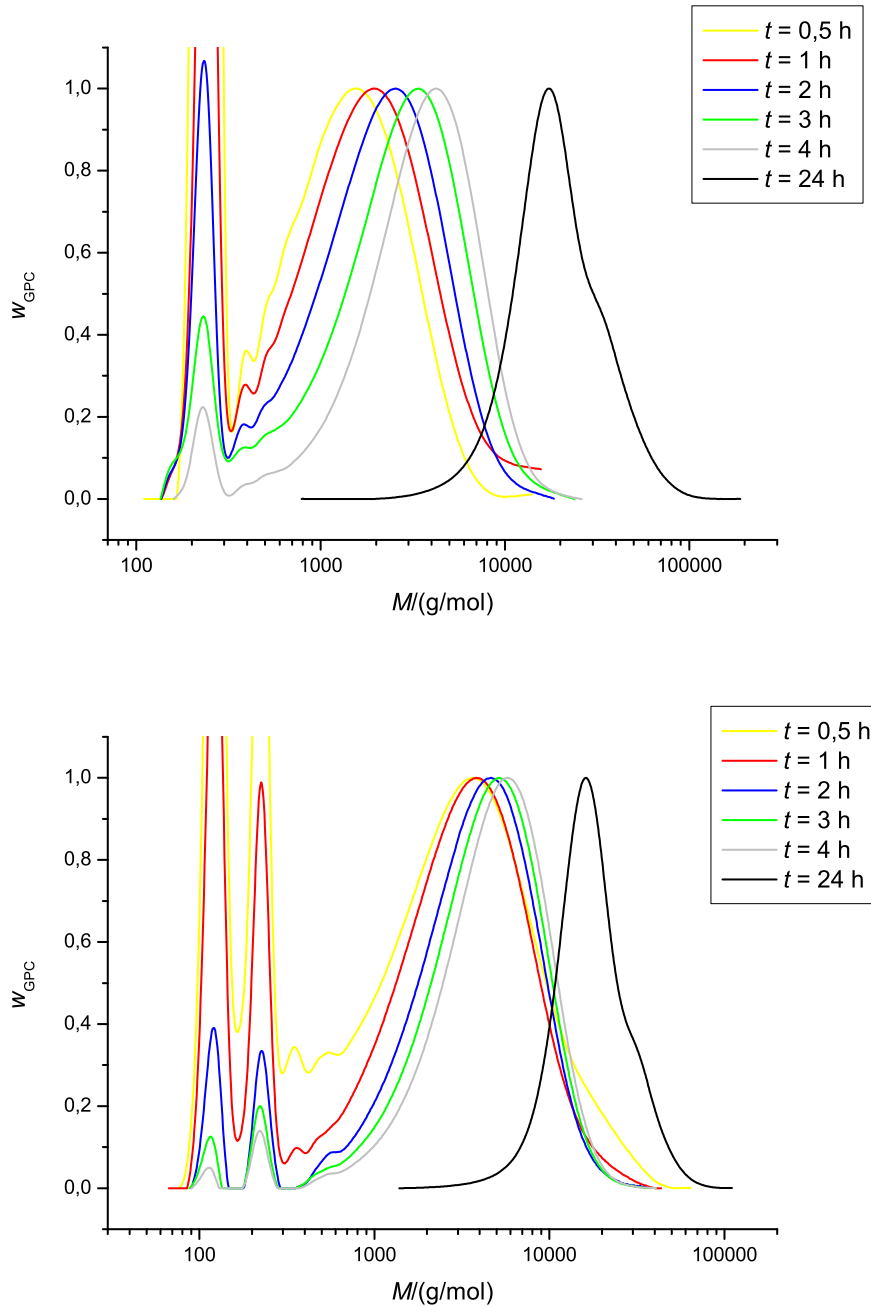 t = 0,5 h
t = 1 h
t = 2 h
t = 3 h
t = 4 h
t = 24 h
1,0
0,8
0,6
0,4
0,2
0,0
wGPC
100 1000 10000 100000
M/(g/mol)
t = 0,5 h
t = 1 h
t = 2 h
t = 3 h
t = 4 h
t = 24 h
1,0
0,8
0,6
0,4
0,2
0,0
wGPC
100 1000 10000 100000
M/(g/mol)